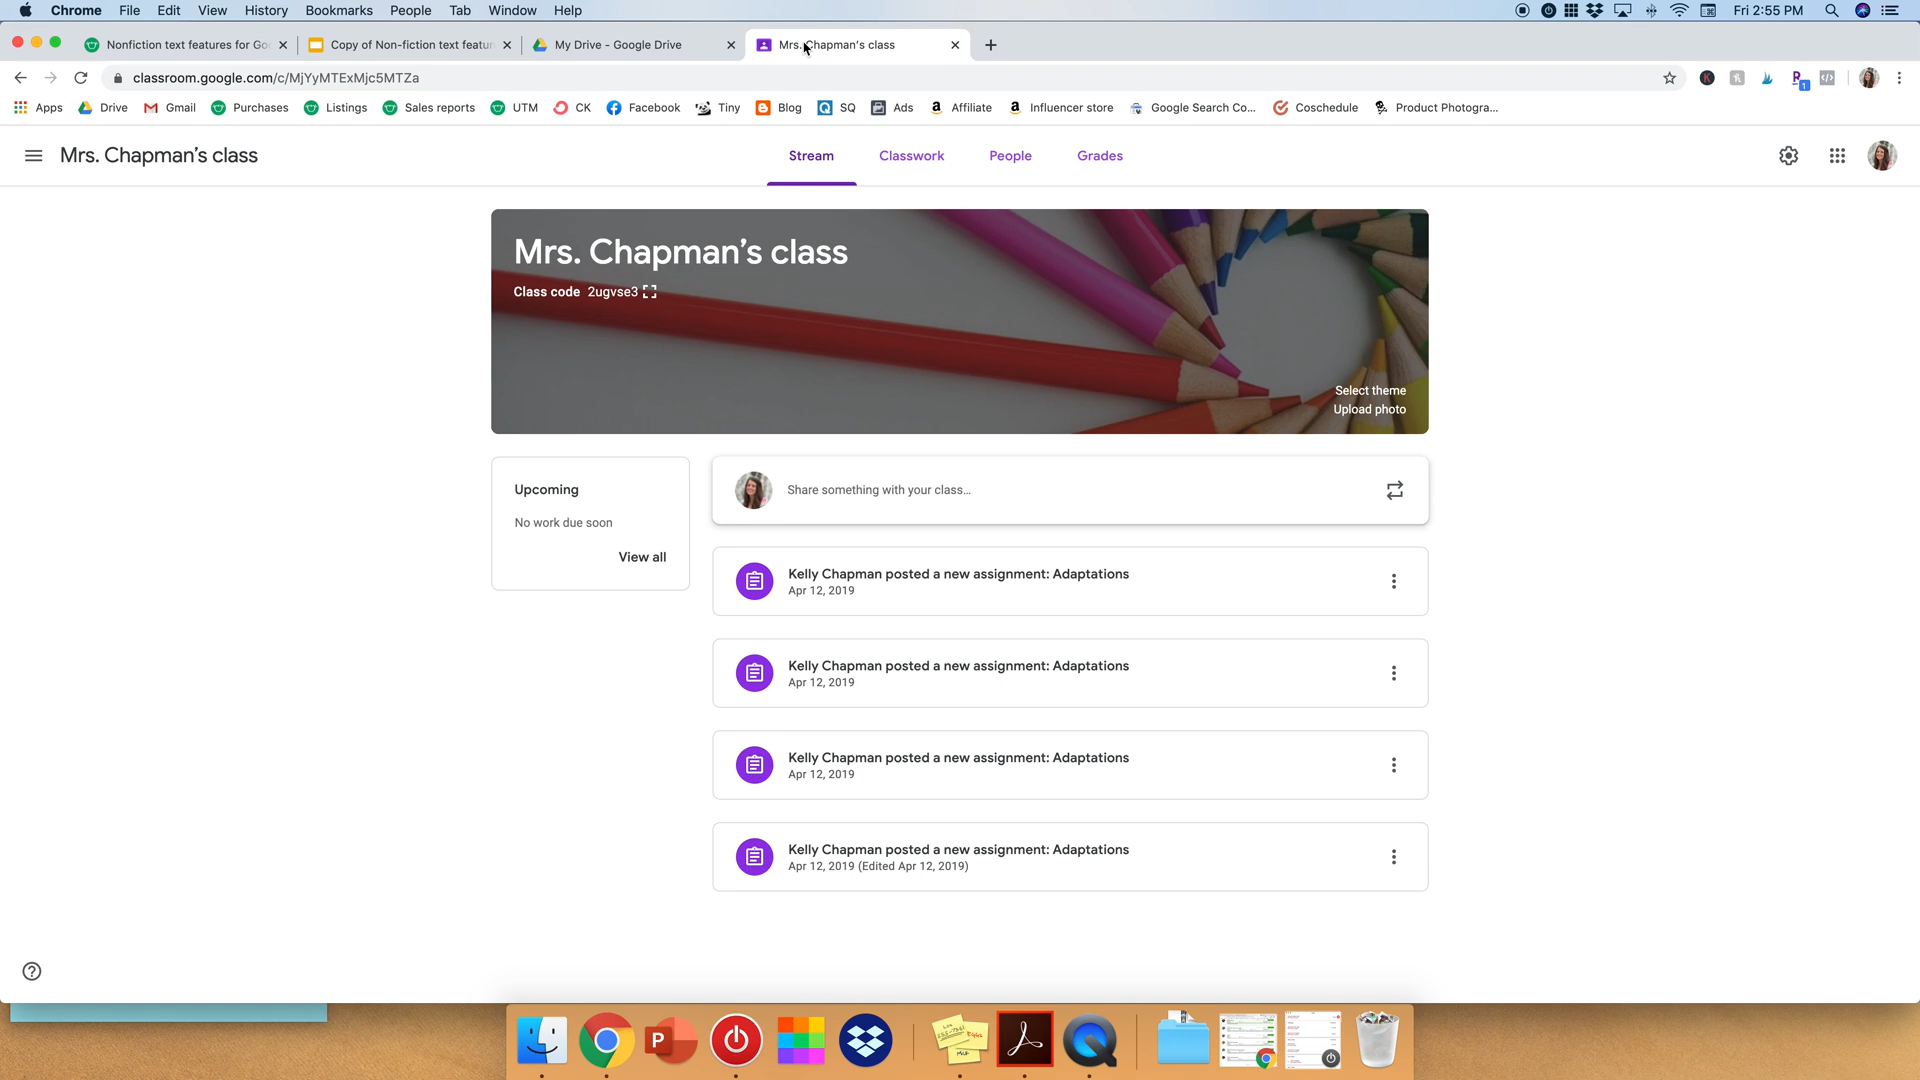 Chrome File Edit View History Bookmarks People Tab Window Help Fri 2:55 PM
Nonfiction text features for Go Copy of Non-fiction text featur My Drive - Google Drive Mrs. Chapman's class
classroom.google.com/c/MjYyMTExMjc5MTZa
Apps Drive Gmail Purchases Listings Sales reports UTM CK Facebook Tiny Blog SQ Ads Affiliate Influencer store Google Search Co... Coschedule Product Photogra...
Mrs. Chapman's class Stream Classwork People Grades
Mrs. Chapman's class
Class code 2ugvse3
Select theme
Upload photo
Upcoming
No work due soon
View all
Share something with your class...
Kelly Chapman posted a new assignment: Adaptations
Apr 12, 2019
Kelly Chapman posted a new assignment: Adaptations
Apr 12, 2019
Kelly Chapman posted a new assignment: Adaptations
Apr 12, 2019
Kelly Chapman posted a new assignment: Adaptations
Apr 12, 2019 (Edited Apr 12, 2019)